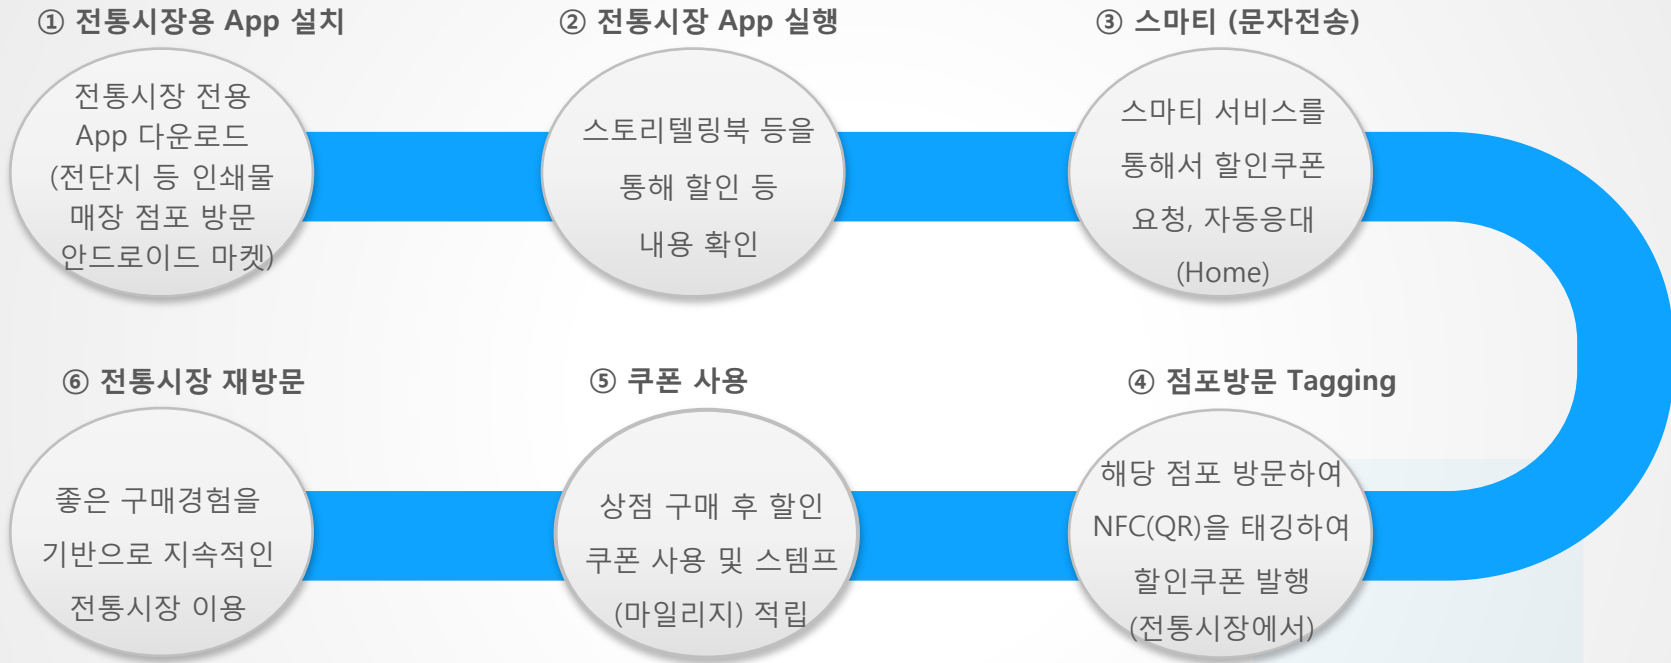 ① 전통시장용 App 설치
전통시장 전용
App 다운로드
(전단지 등 인쇄물
매장 점포 방문
안드로이드 마켓)
② 전통시장 App 실행
스토리텔링북 등을
통해 할인 등
내용 확인
③ 스마티 (문자전송)
스마티 서비스를
통해서 할인쿠폰
요청, 자동응대
(Home)
④ 점포방문 Tagging
해당 점포 방문하여
NFC(QR)을 태깅하여
할인쿠폰 발행
(전통시장에서)
⑤ 쿠폰 사용
상점 구매 후 할인
쿠폰 사용 및 스템프
(마일리지) 적립
⑥ 전통시장 재방문
좋은 구매경험을
기반으로 지속적인
전통시장 이용